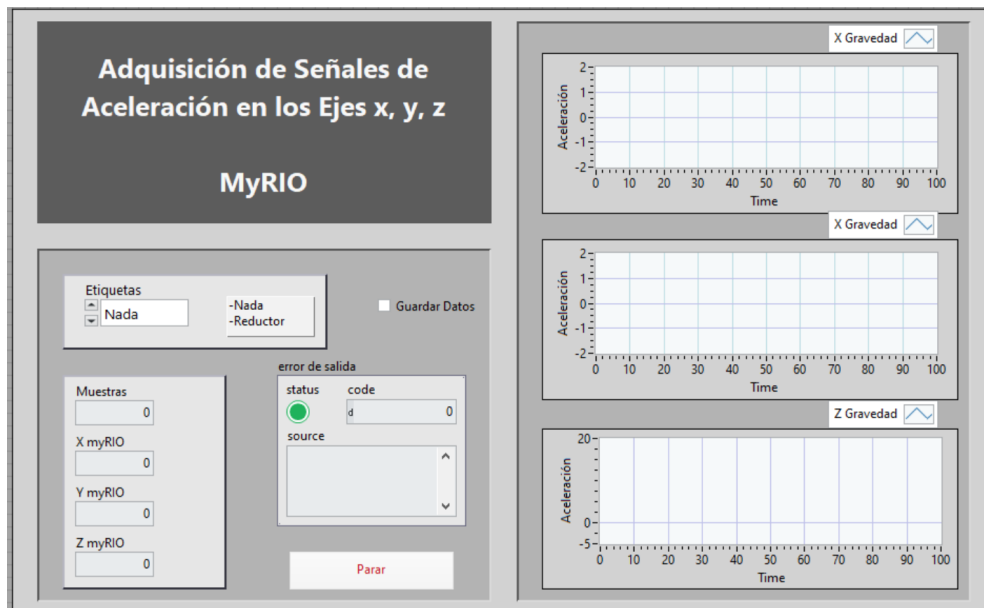 Adquisición de Señales de
Aceleración en los Ejes x, y, z
MyRIO
Etiquetas
Nada
-Nada
-Reductor
Guardar Datos
Muestras
0
X myRIO
0
Y myRIO
0
Z myRIO
0
error de salida
status code
d 0
source
Parar
X Gravedad
Aceleración
2
1
0
-1
-2
0 10 20 30 40 50 60 70 80 90 100
Time
X Gravedad
Aceleración
2
1
0
-1
-2
0 10 20 30 40 50 60 70 80 90 100
Time
Z Gravedad
Aceleración
20
0
-5
0 10 20 30 40 50 60 70 80 90 100
Time